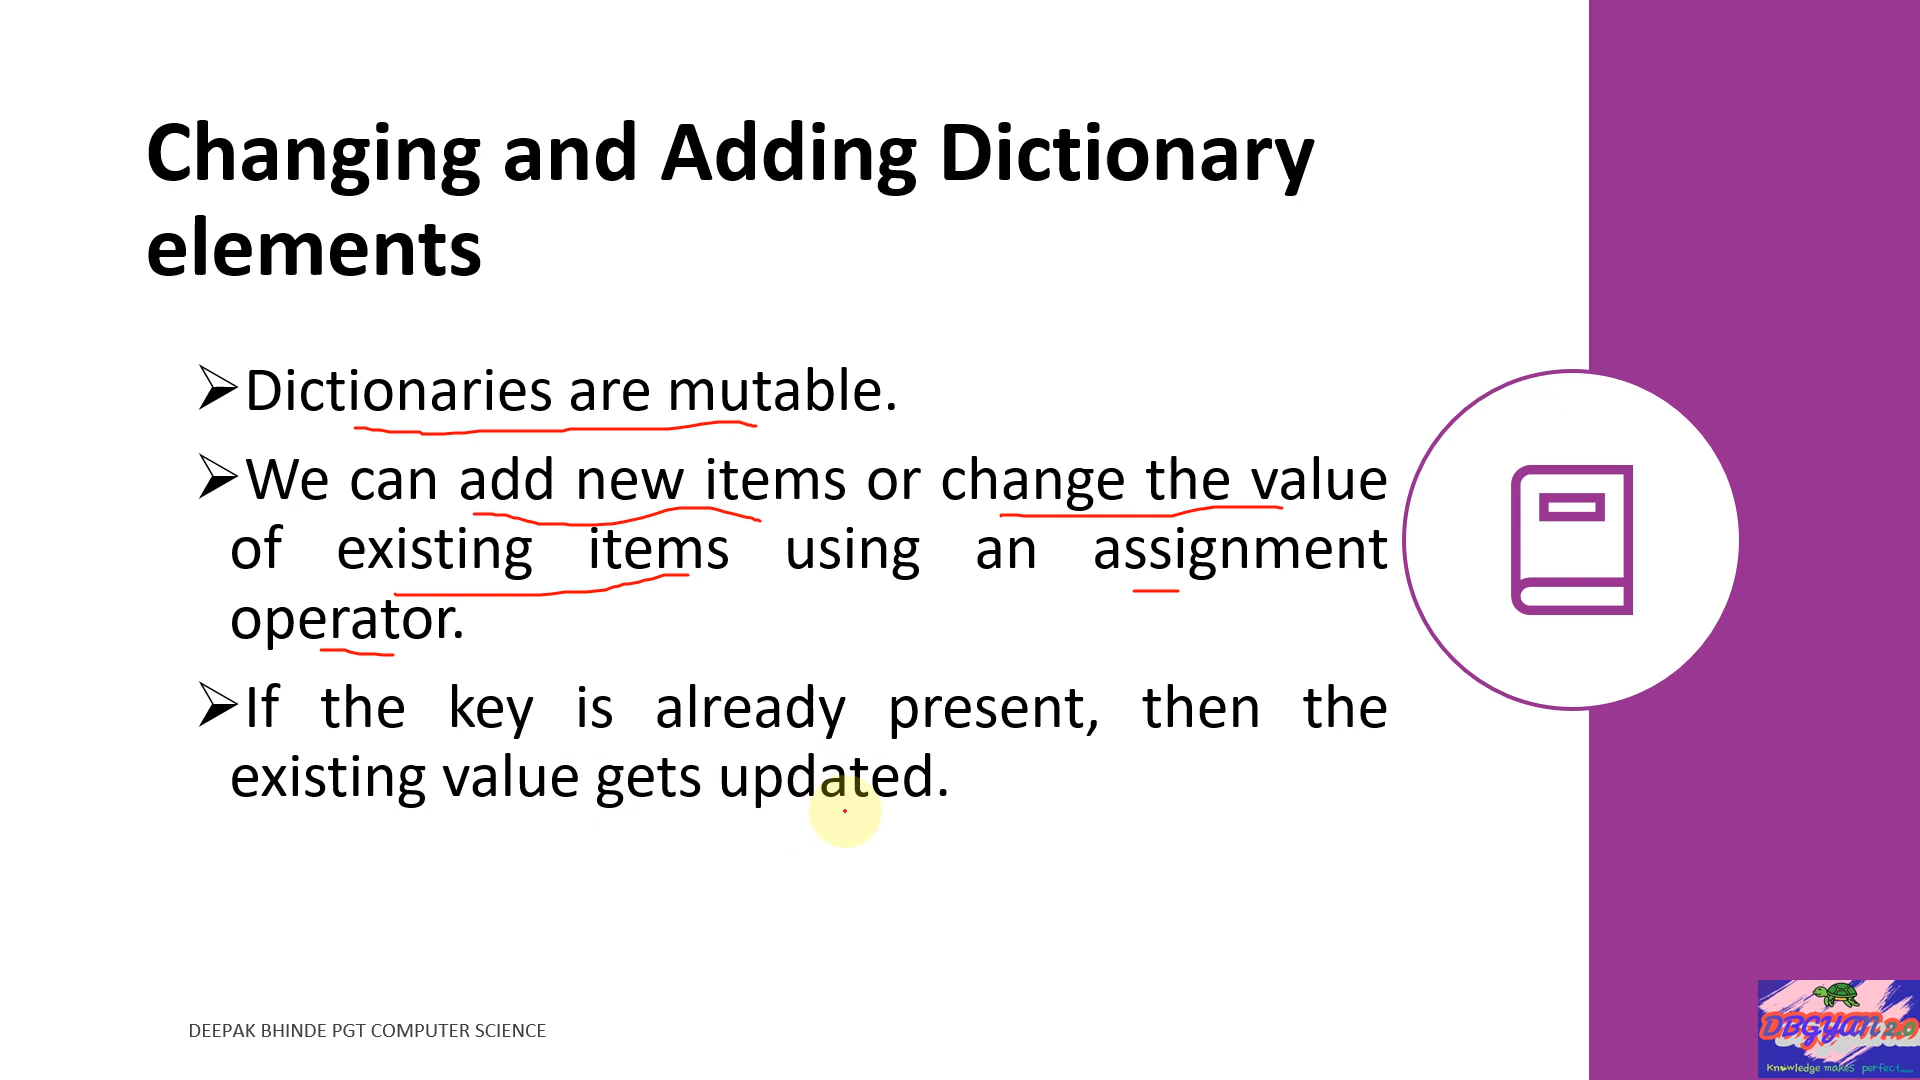 Changing and Adding Dictionary
elements
➢Dictionaries are mutable.
➢We can add new items or change the value
of existing items using an assignment
operator.
➢If the key is already present, then the
existing value gets updated.
DEEPAK BHINDE PGT COMPUTER SCIENCE
DBGYAN 2.0
Knowledge makes perfect....